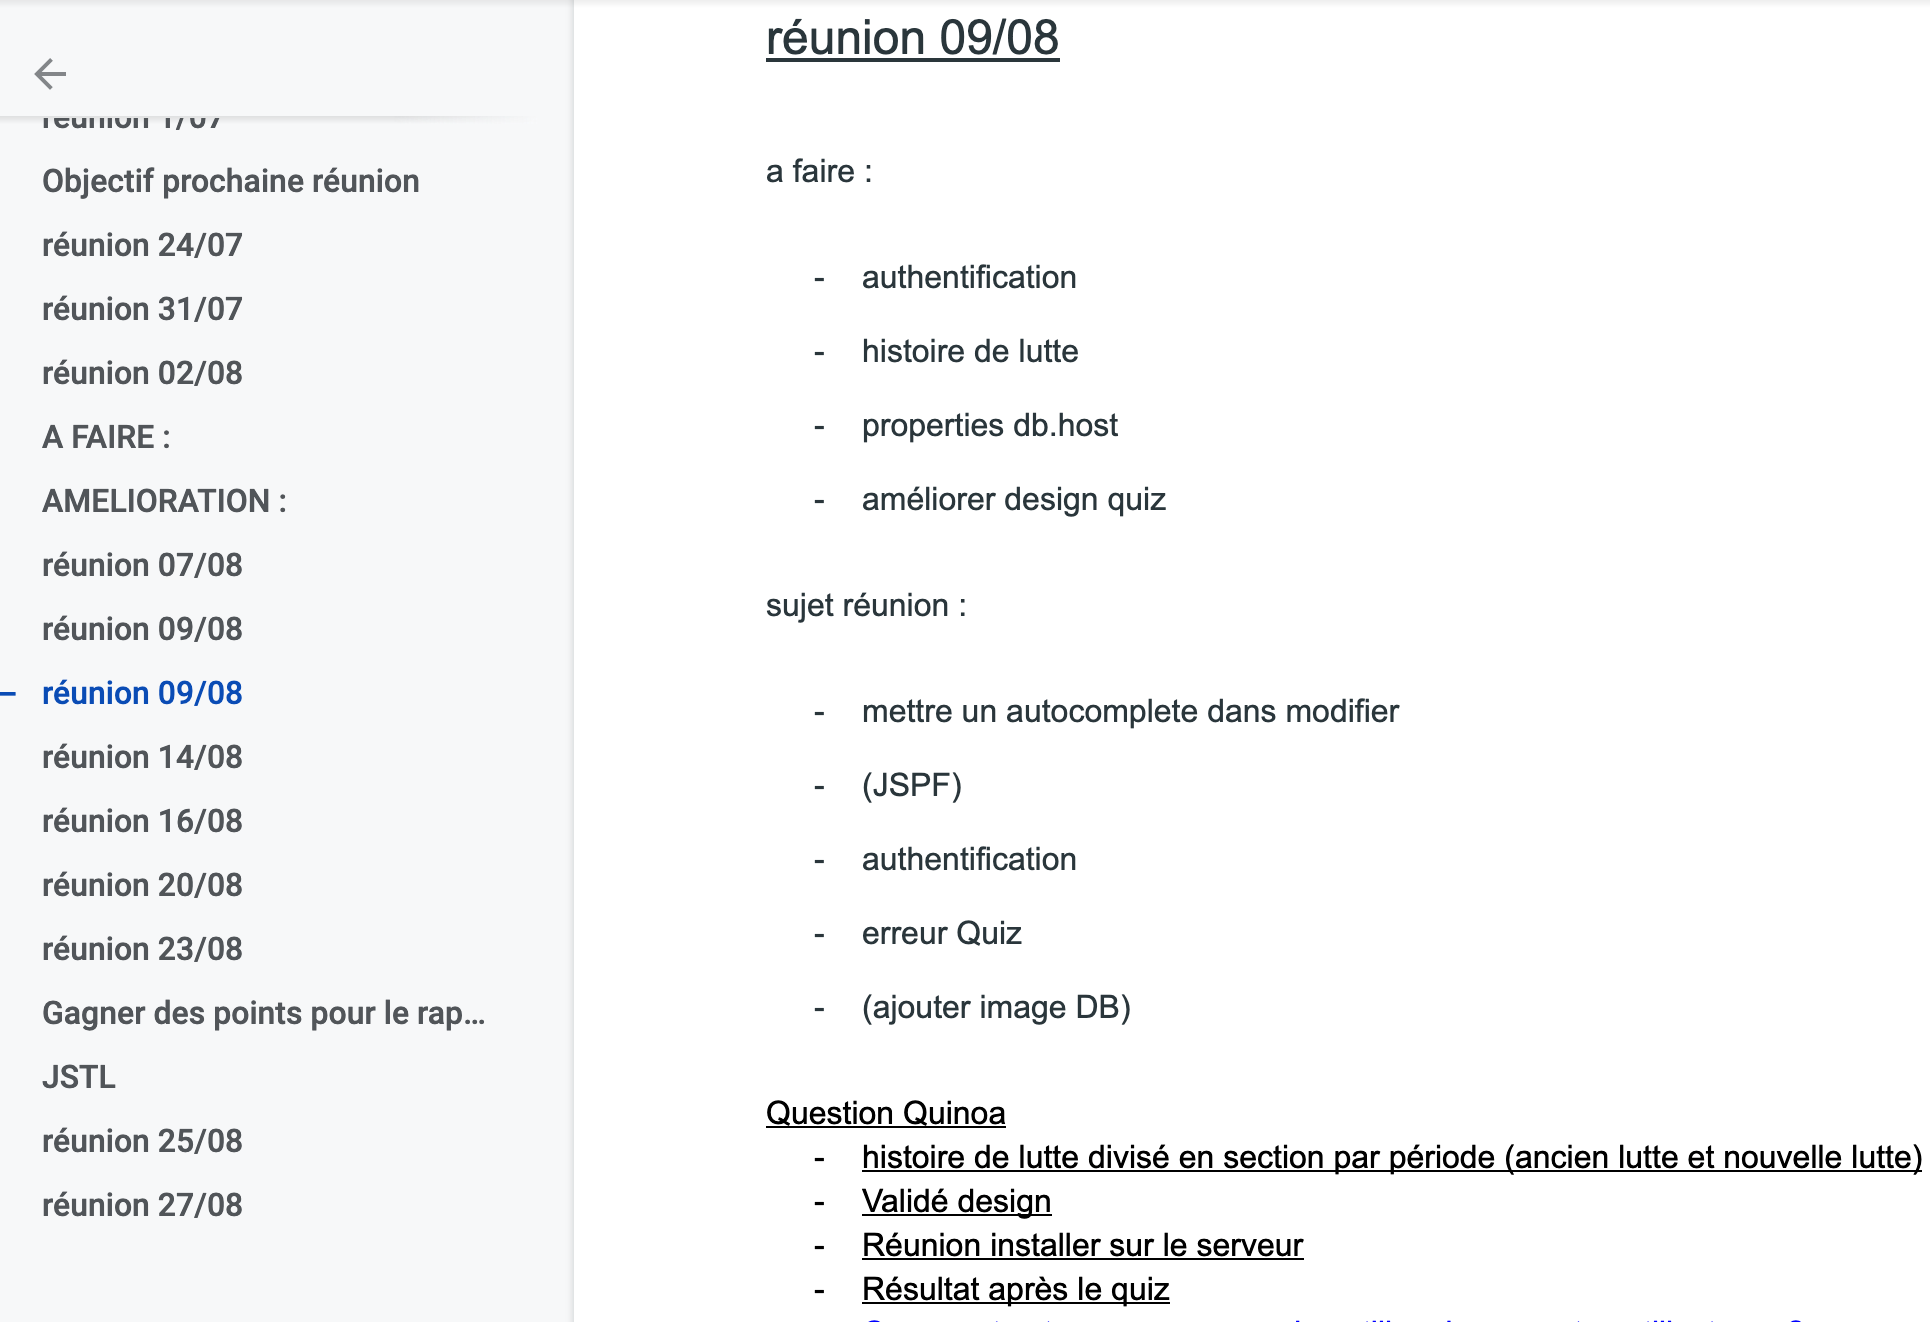 réunion 1/07
Objectif prochaine réunion
réunion 24/07
réunion 31/07
réunion 02/08
A FAIRE :
AMELIORATION :
réunion 07/08
réunion 09/08
réunion 09/08
réunion 14/08
réunion 16/08
réunion 20/08
réunion 23/08
Gagner des points pour le rap...
JSTL
réunion 25/08
réunion 27/08
réunion 09/08
a faire :
- authentification
- histoire de lutte
- properties db.host
- améliorer design quiz
sujet réunion :
- mettre un autocomplete dans modifier
- (JSPF)
- authentification
- erreur Quiz
- (ajouter image DB)
Question Quinoa
- histoire de lutte divisé en section par période (ancien lutte et nouvelle lutte)
- Validé design
- Réunion installer sur le serveur
- Résultat après le quiz